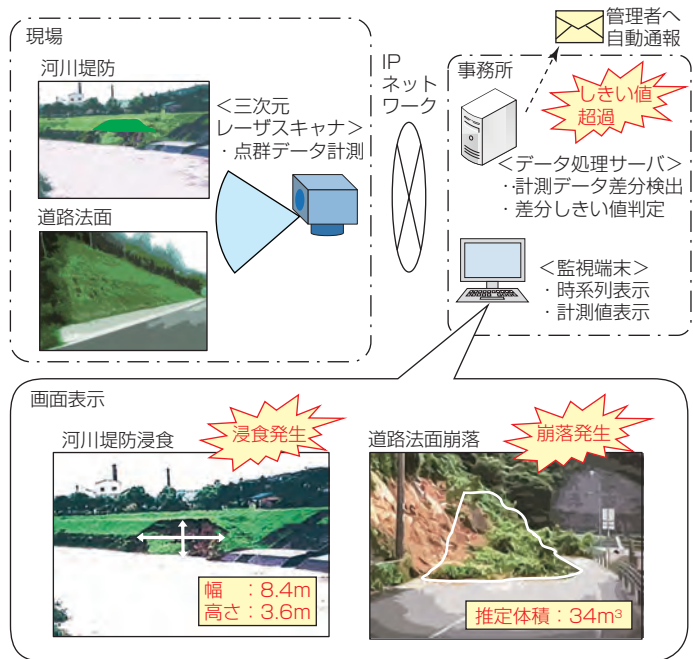 現場
河川堤防
<三次元
レーザスキャナ>
・点群データ計測
道路法面
IP
ネット
ワーク
管理者へ
自動通報
事務所
しきい値
超過
<データ処理サーバ>
・計測データ差分検出
・差分しきい値判定
<監視端末>
・時系列表示
・計測値表示
画面表示
河川堤防浸食
浸食発生
幅 :8.4m
高さ:3.6m
道路法面崩落
崩落発生
推定体積:34m³